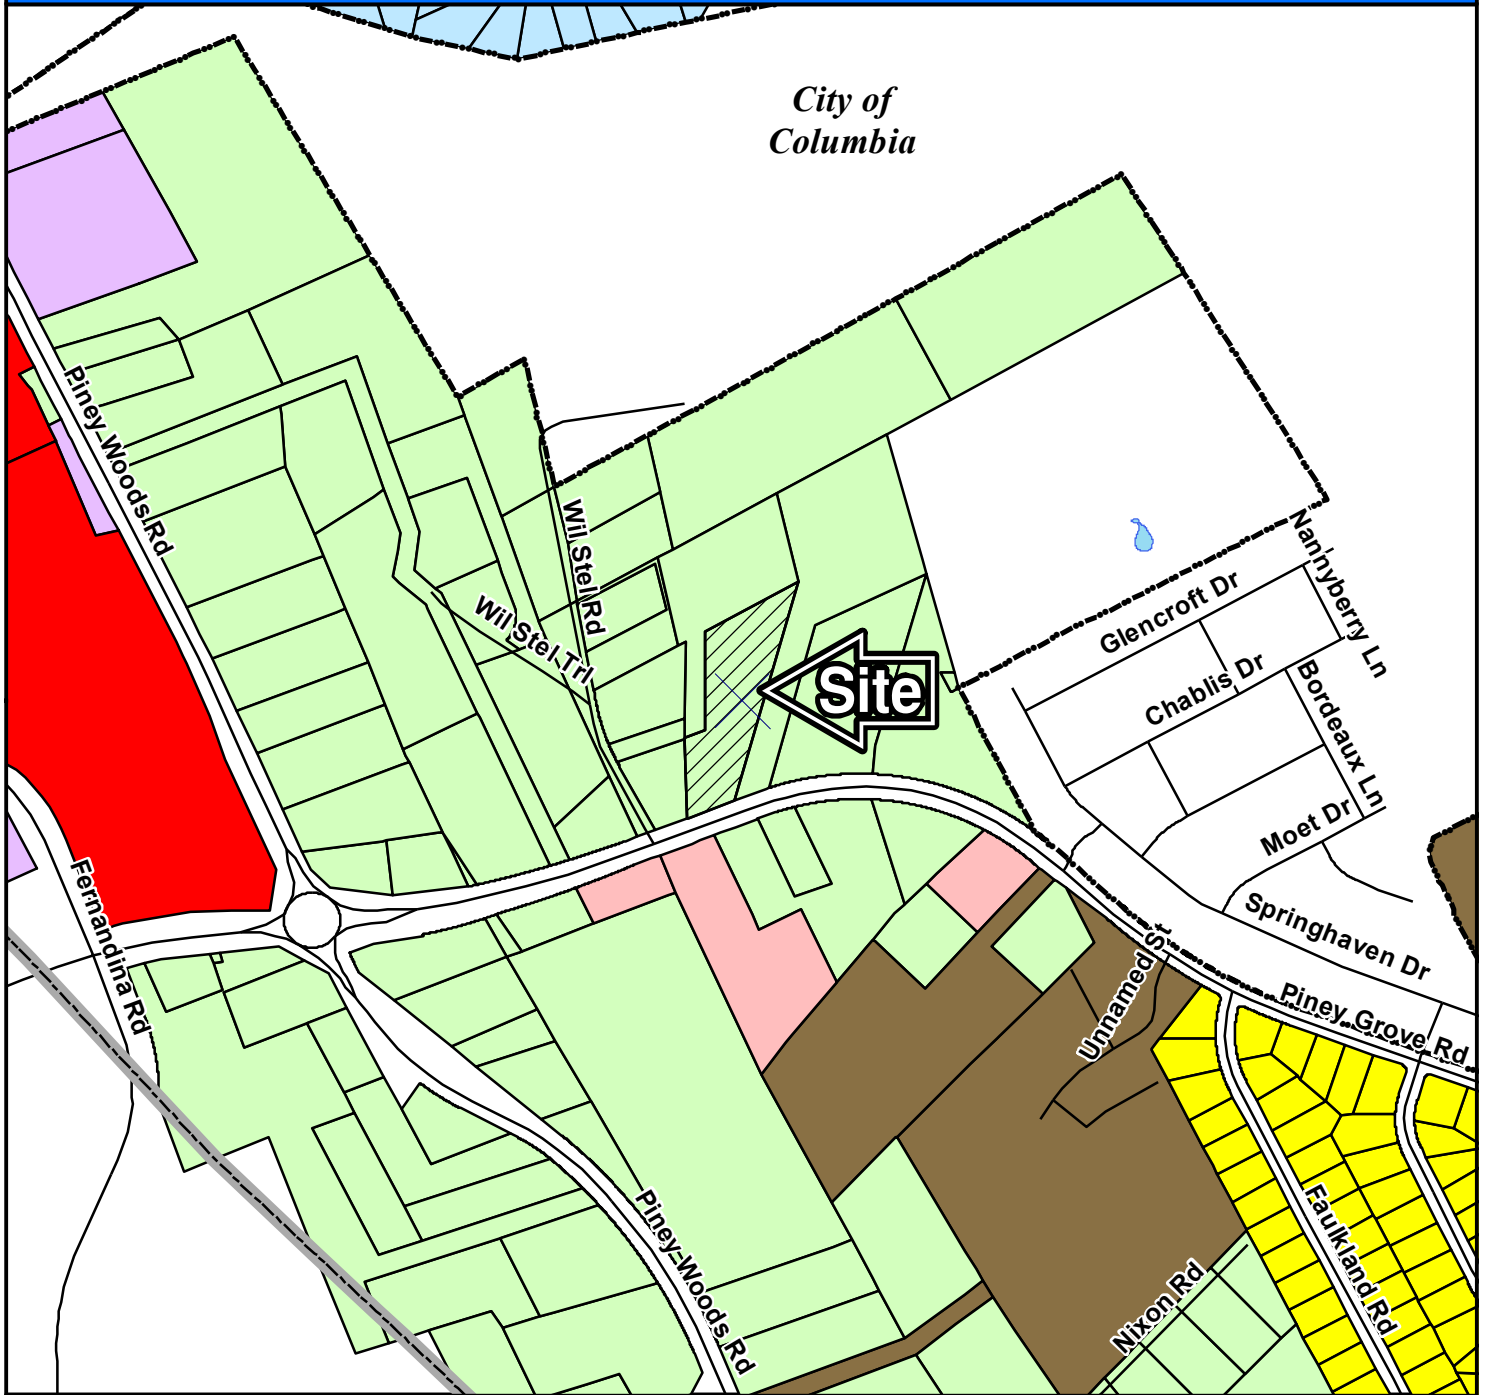 City of
Columbia
Piney Woods Rd
Wil Stel Rd
Wil Stel Trl
Nannyberry Ln
Glencroft Dr
Chablis Dr
Bordeaux Ln
Site
Moet Dr
Fernandina Rd
Springhaven Dr
Unnamed St
Piney Grove Rd
Piney Woods Rd
Faulkland Rd
Nixon Rd